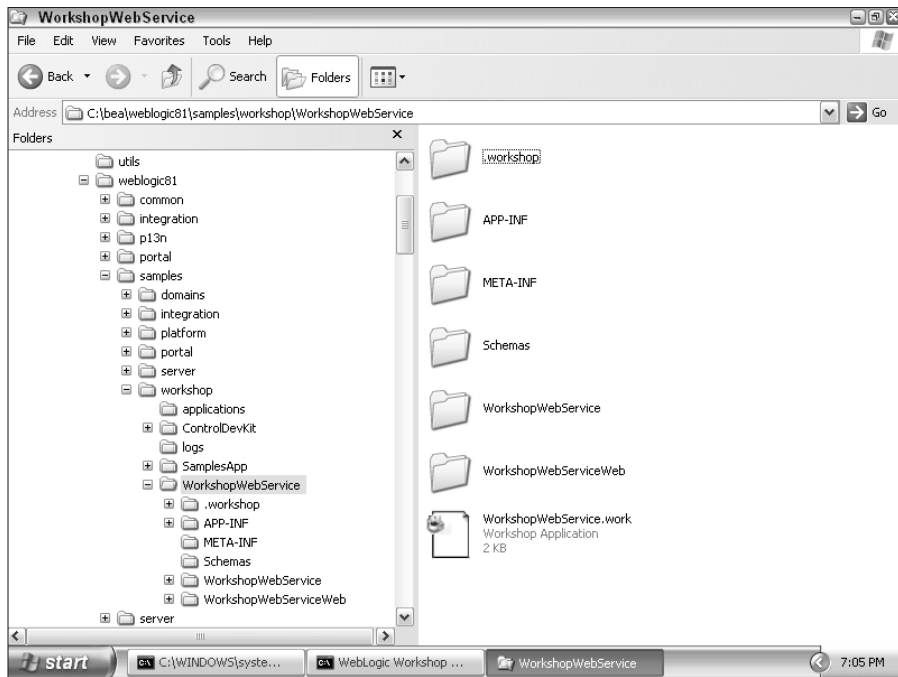 WorkshopWebService
File Edit View Favorites Tools Help
Back Search Folders
Address C:\bea\weblogic81\samples\workshop\WorkshopWebService Go
Folders
utils
weblogic81
common
integration
p13n
portal
samples
domains
integration
platform
portal
server
workshop
applications
ControlDevKit
logs
SamplesApp
WorkshopWebService
.workshop
APP-INF
META-INF
Schemas
WorkshopWebService
WorkshopWebServiceWeb
server
.workshop
APP-INF
META-INF
Schemas
WorkshopWebService
WorkshopWebServiceWeb
WorkshopWebService.work
Workshop Application
2 KB
start C:\WINDOWS\syste... WebLogic Workshop ... WorkshopWebService 7:05 PM